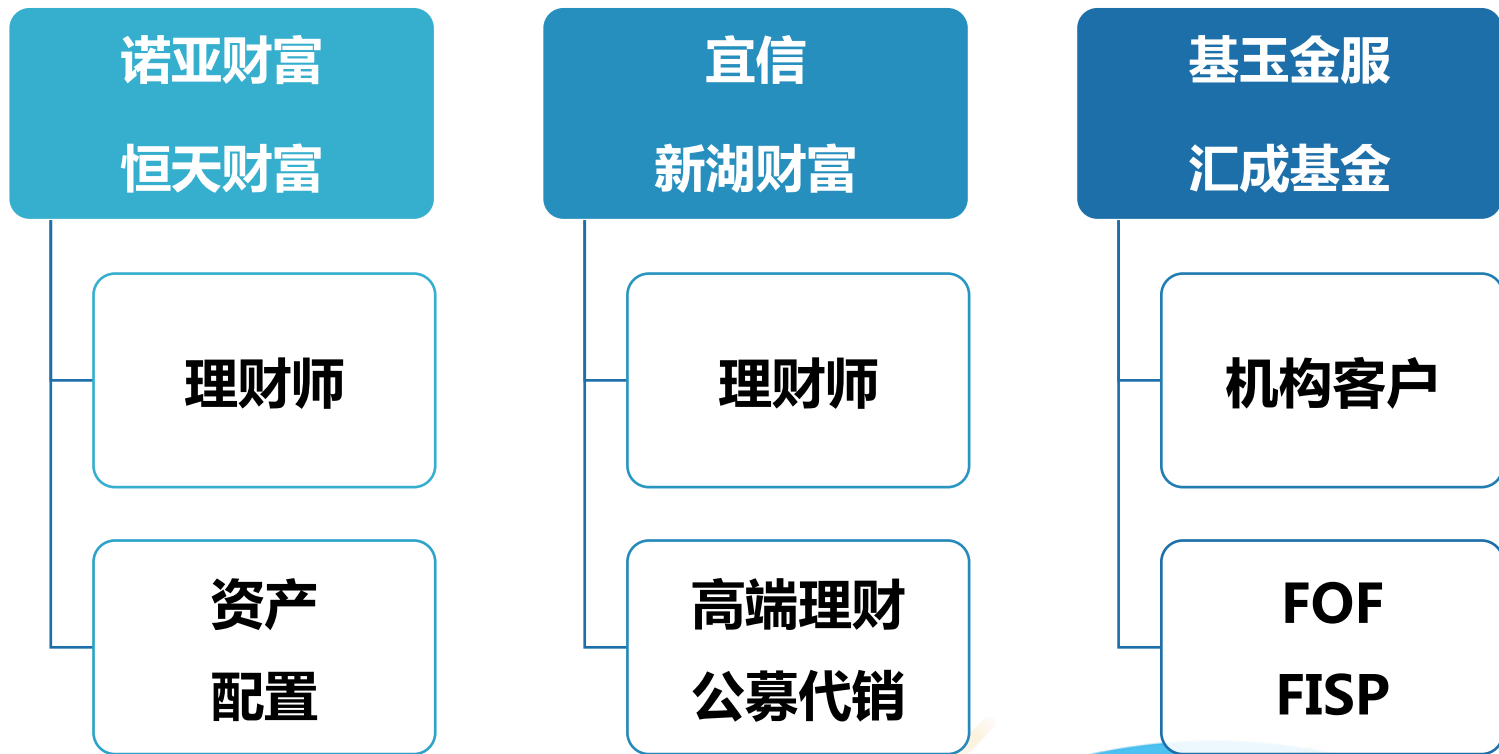 诺亚财富
恒天财富
理财师
资产
配置
宜信
新湖财富
理财师
高端理财
公募代销
基玉金服
汇成基金
机构客户
FOF
FISP